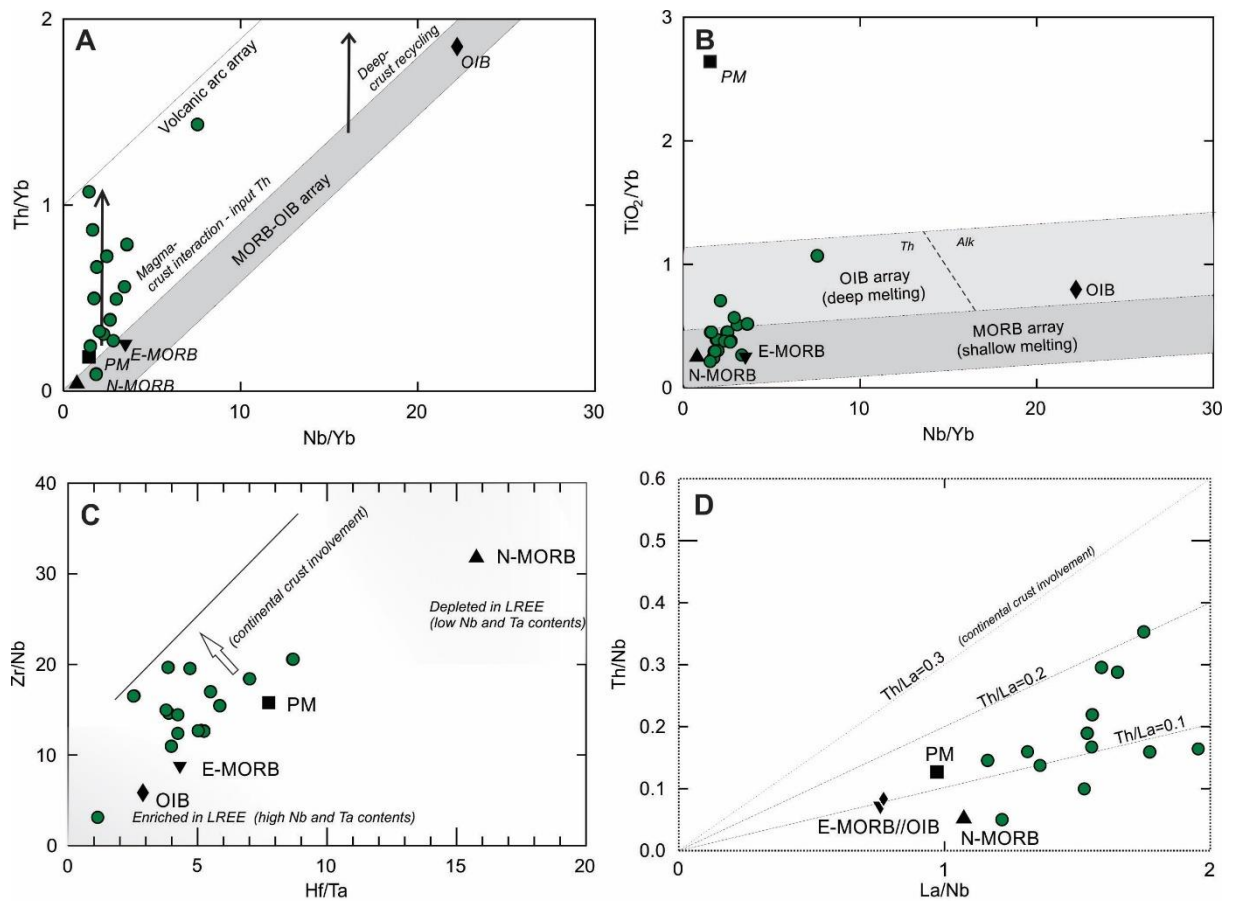 A
2
1
0
0
10
20
30
Th/Yb
Nb/Yb
Volcanic arc array
Deep-
crust recycling
OIB
Magma-
crust interaction - input Th
MORB-OIB array
E-MORB
PM
N-MORB
B
3
2
1
0
0
10
20
30
TiO2/Yb
Nb/Yb
PM
Th
Alk
OIB array
(deep melting)
OIB
MORB array
(shallow melting)
E-MORB
N-MORB
C
40
30
20
10
0
0
5
10
15
20
Zr/Nb
Hf/Ta
(continental crust involvement)
N-MORB
Depleted in LREE
(low Nb and Ta contents)
PM
E-MORB
OIB
Enriched in LREE (high Nb and Ta contents)
D
0.6
0.5
0.4
0.3
0.2
0.1
0.0
0
1
2
Th/Nb
La/Nb
(continental crust involvement)
Th/La=0.3
Th/La=0.2
Th/La=0.1
PM
E-MORB//OIB
N-MORB